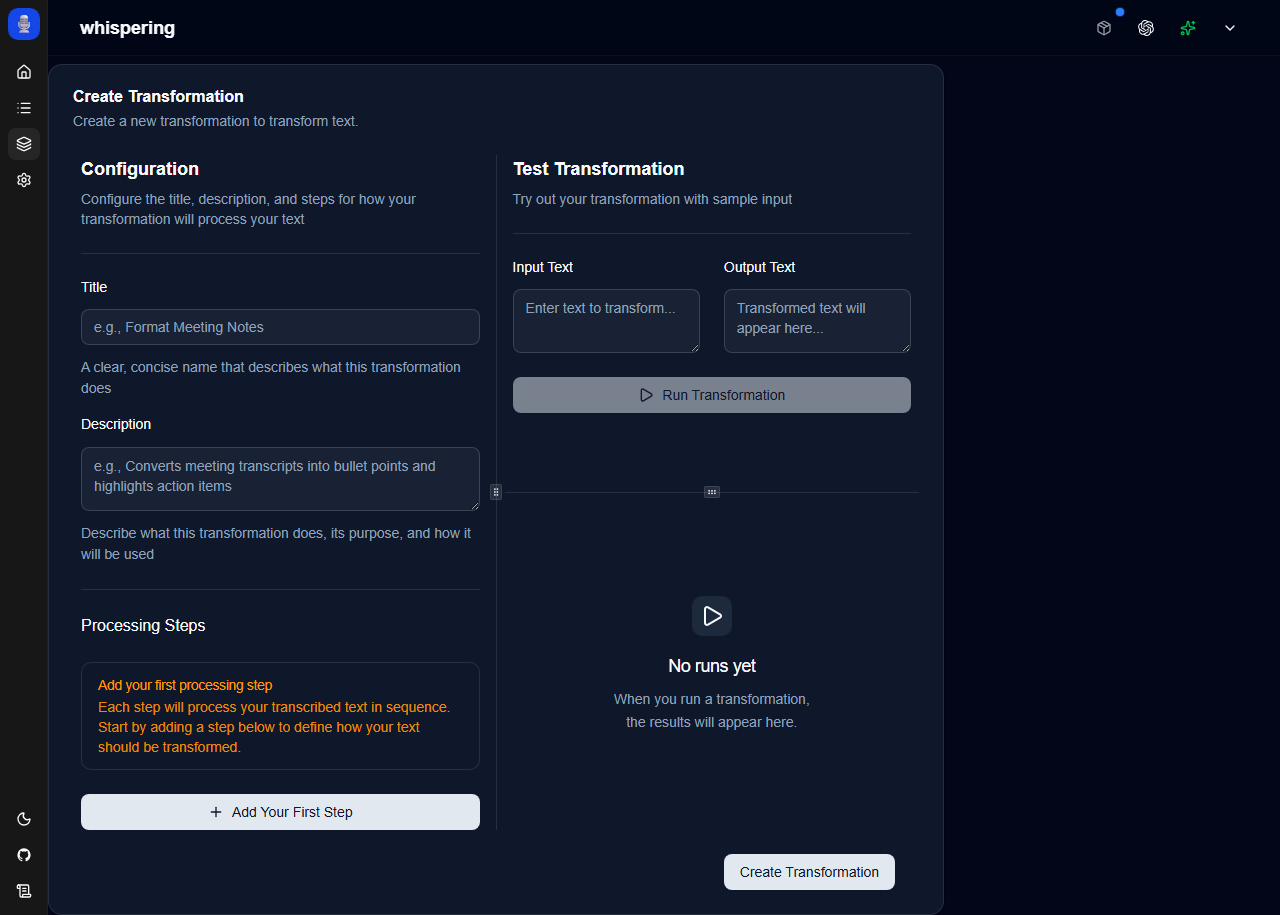 whispering
Create Transformation
Create a new transformation to transform text.
Configuration
Configure the title, description, and steps for how your
transformation will process your text
Title
e.g., Format Meeting Notes
A clear, concise name that describes what this transformation
does
Description
e.g., Converts meeting transcripts into bullet points and
highlights action items
Describe what this transformation does, its purpose, and how it
will be used
Processing Steps
Add your first processing step
Each step will process your transcribed text in sequence.
Start by adding a step below to define how your text
should be transformed.
Add Your First Step
Test Transformation
Try out your transformation with sample input
Input Text
Enter text to transform...
Output Text
Transformed text will
appear here...
Run Transformation
No runs yet
When you run a transformation,
the results will appear here.
Create Transformation